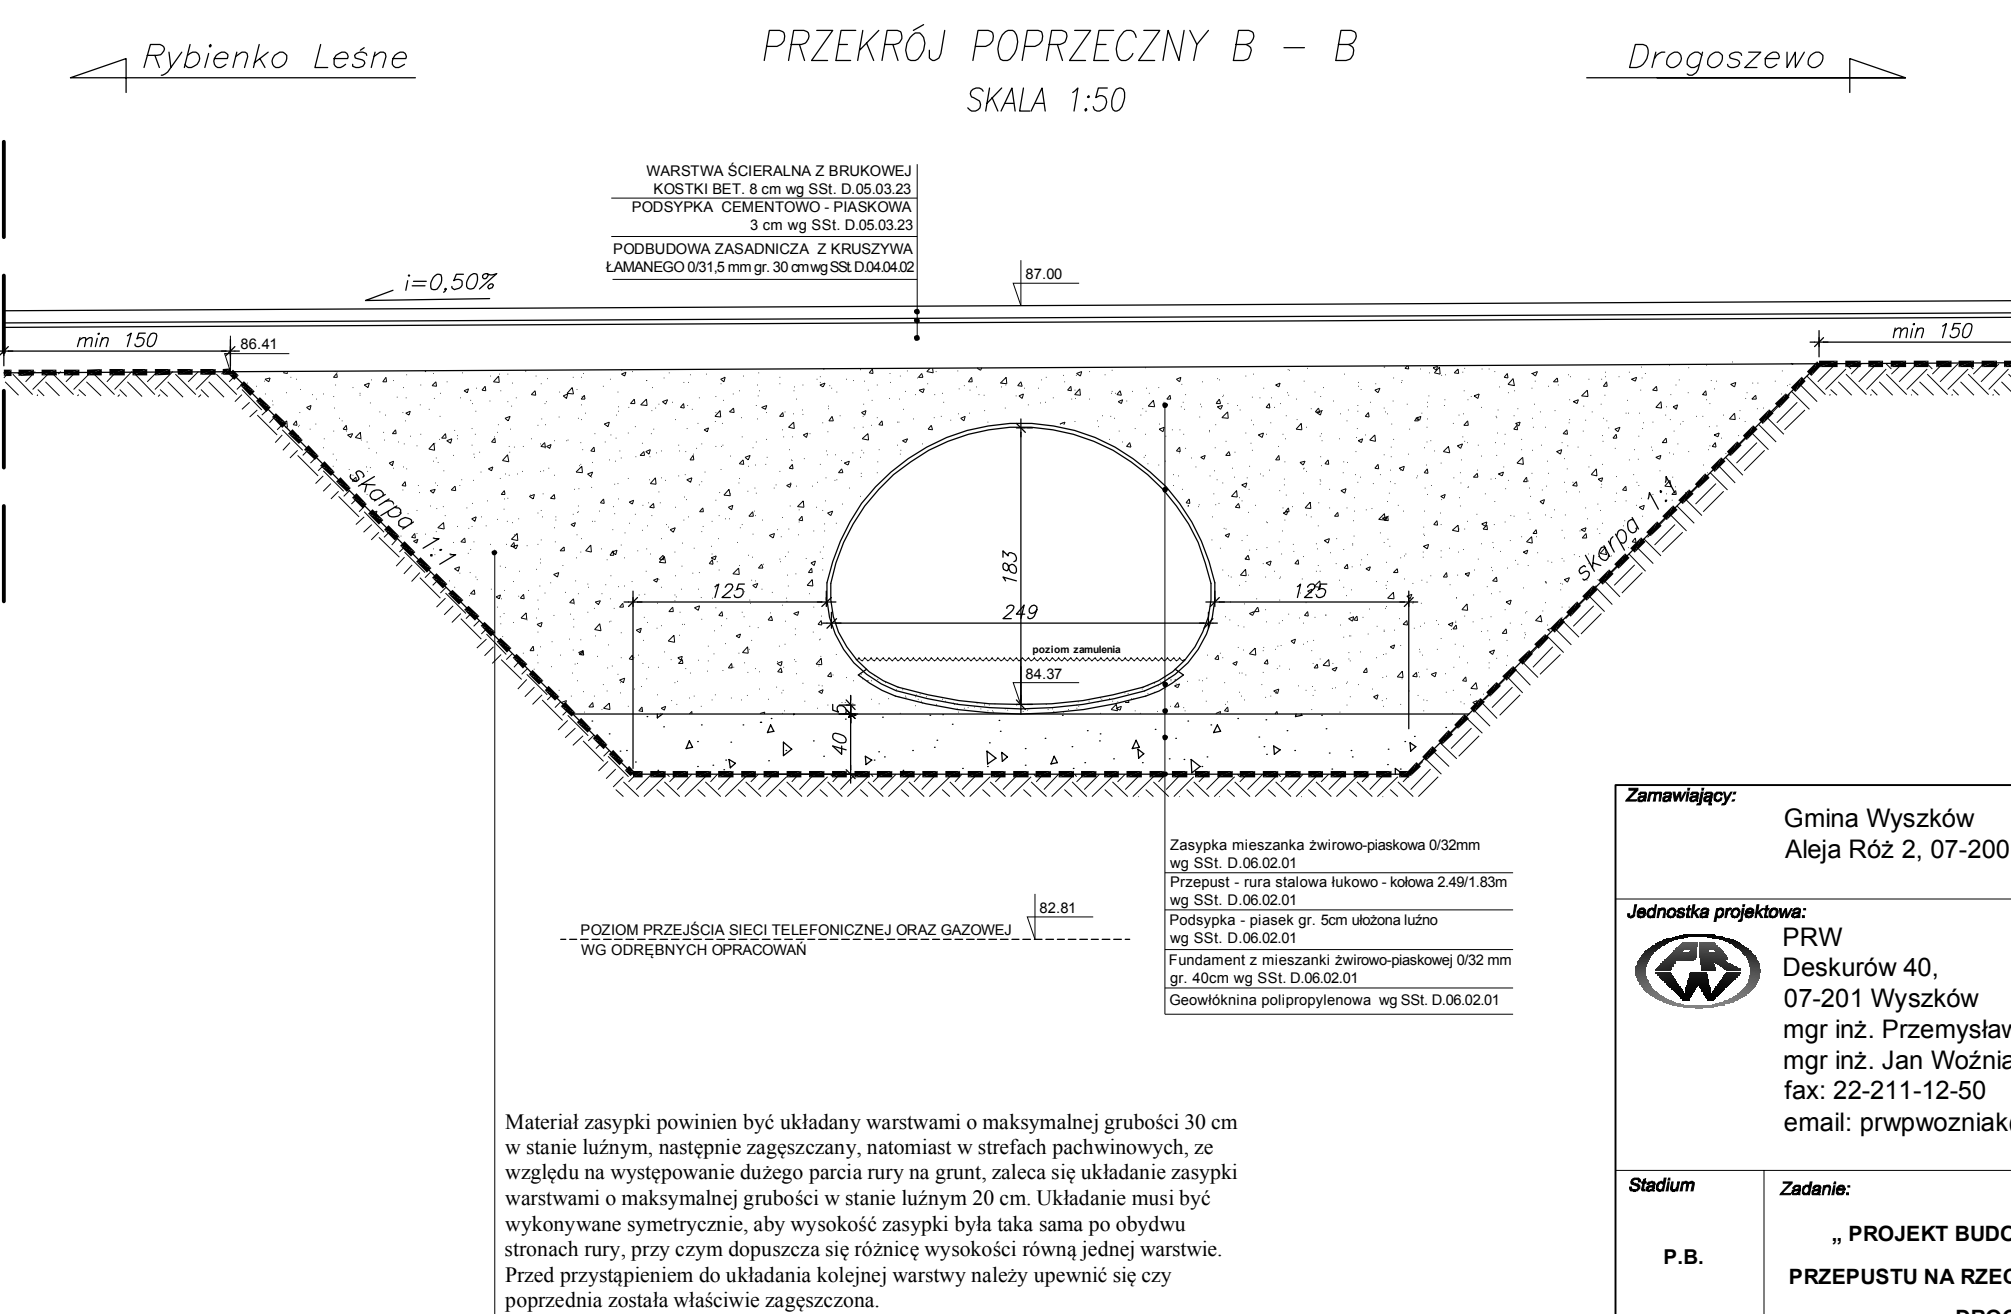 Rybienko Leśne
PRZEKRÓJ POPRZECZNY B – B
Drogoszewo
SKALA 1:50
WARSTWA ŚCIERALNA Z BRUKOWEJ
KOSTKI BET. 8 cm wg SSt. D.05.03.23
PODSYPKA CEMENTOWO - PIASKOWA
3 cm wg SSt. D.05.03.23
PODBUDOWA ZASADNICZA Z KRUSZYWA
ŁAMANEGO 0/31,5 mm gr. 30 cm wg SSt. D.04.04.02
i=0,50%
87.00
min 150
86.41
min 150
skarpa 1:1
skarpa 1:1
183
125
125
249
poziom zamulenia
84.37
5
40
Zasypka mieszanka żwirowo-piaskowa 0/32mm
wg SSt. D.06.02.01
Przepust - rura stalowa łukowo - kołowa 2.49/1.83m
wg SSt. D.06.02.01
Podsypka - piasek gr. 5cm ułożona luźno
wg SSt. D.06.02.01
Fundament z mieszanki żwirowo-piaskowej 0/32 mm
gr. 40cm wg SSt. D.06.02.01
Geowłóknina polipropylenowa wg SSt. D.06.02.01
82.81
POZIOM PRZEJŚCIA SIECI TELEFONICZNEJ ORAZ GAZOWEJ
WG ODRĘBNYCH OPRACOWAŃ
Materiał zasypki powinien być układany warstwami o maksymalnej grubości 30 cm
w stanie luźnym, następnie zagęszczany, natomiast w strefach pachwinowych, ze
względu na występowanie dużego parcia rury na grunt, zaleca się układanie zasypki
warstwami o maksymalnej grubości w stanie luźnym 20 cm. Układanie musi być
wykonywane symetrycznie, aby wysokość zasypki była taka sama po obydwu
stronach rury, przy czym dopuszcza się różnicę wysokości równą jednej warstwie.
Przed przystąpieniem do układania kolejnej warstwy należy upewnić się czy
poprzednia została właściwie zagęszczona.
Zamawiający:
Gmina Wyszków
Aleja Róż 2, 07-200
Jednostka projektowa:
PRW
PRW
Deskurów 40,
07-201 Wyszków
mgr inż. Przemysław
mgr inż. Jan Woźnia
fax: 22-211-12-50
email: prwpwozniak
Stadium
Zadanie:
P.B.
„ PROJEKT BUDO
PRZEPUSTU NA RZEC